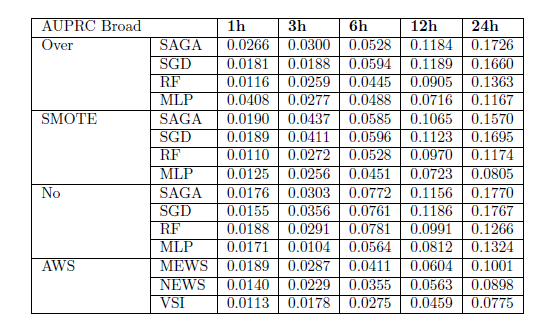 AUPRC Broad 1h 3h 6h 12h 24h
Over SAGA 0.0266 0.0300 0.0528 0.1184 0.1726
SGD 0.0181 0.0188 0.0594 0.1189 0.1660
RF 0.0116 0.0259 0.0445 0.0905 0.1363
MLP 0.0408 0.0277 0.0488 0.0716 0.1167
SMOTE SAGA 0.0190 0.0437 0.0585 0.1065 0.1570
SGD 0.0189 0.0411 0.0596 0.1123 0.1695
RF 0.0110 0.0272 0.0528 0.0970 0.1174
MLP 0.0125 0.0256 0.0451 0.0723 0.0805
No SAGA 0.0176 0.0303 0.0772 0.1156 0.1770
SGD 0.0155 0.0356 0.0761 0.1186 0.1767
RF 0.0188 0.0291 0.0781 0.0991 0.1266
MLP 0.0171 0.0104 0.0564 0.0812 0.1324
AWS MEWS 0.0189 0.0287 0.0411 0.0604 0.1001
NEWS 0.0140 0.0229 0.0355 0.0563 0.0898
VSI 0.0113 0.0178 0.0275 0.0459 0.0775